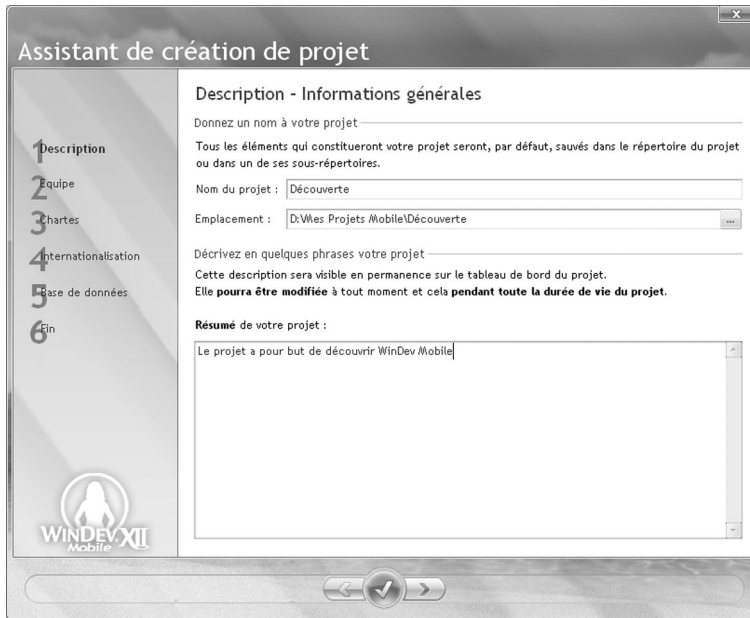 x
Assistant de création de projet
1 Description
2 Equipe
3 Chartes
4 Internationalisation
5 Base de données
6 Fin
WINDEV.XII
Mobile
Description - Informations générales
Donnez un nom à votre projet
Tous les éléments qui constitueront votre projet seront, par défaut, sauvés dans le répertoire du projet
ou dans un de ses sous-répertoires.
Nom du projet : Découverte
Emplacement : D:\Mes Projets Mobile\Découverte ...
Décrivez en quelques phrases votre projet
Cette description sera visible en permanence sur le tableau de bord du projet.
Elle pourra être modifiée à tout moment et cela pendant toute la durée de vie du projet.
Résumé de votre projet :
Le projet a pour but de découvrir WinDev Mobile